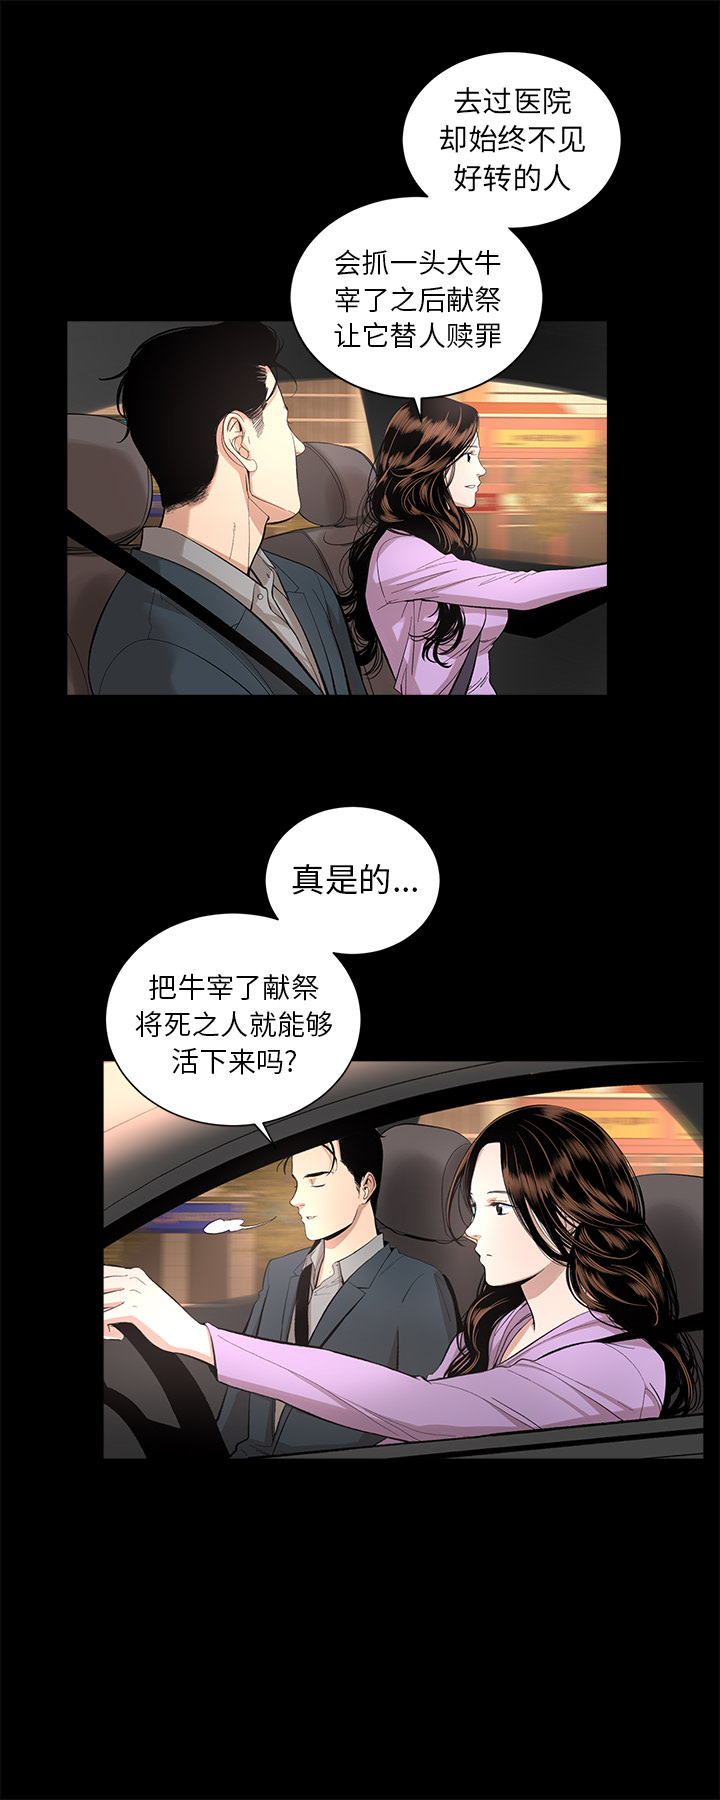 去过医院
却始终不见
好转的人
会抓一头大牛
宰了之后献祭
让它替人赎罪
真是的...
把牛宰了献祭
将死之人就能够
活下来吗?